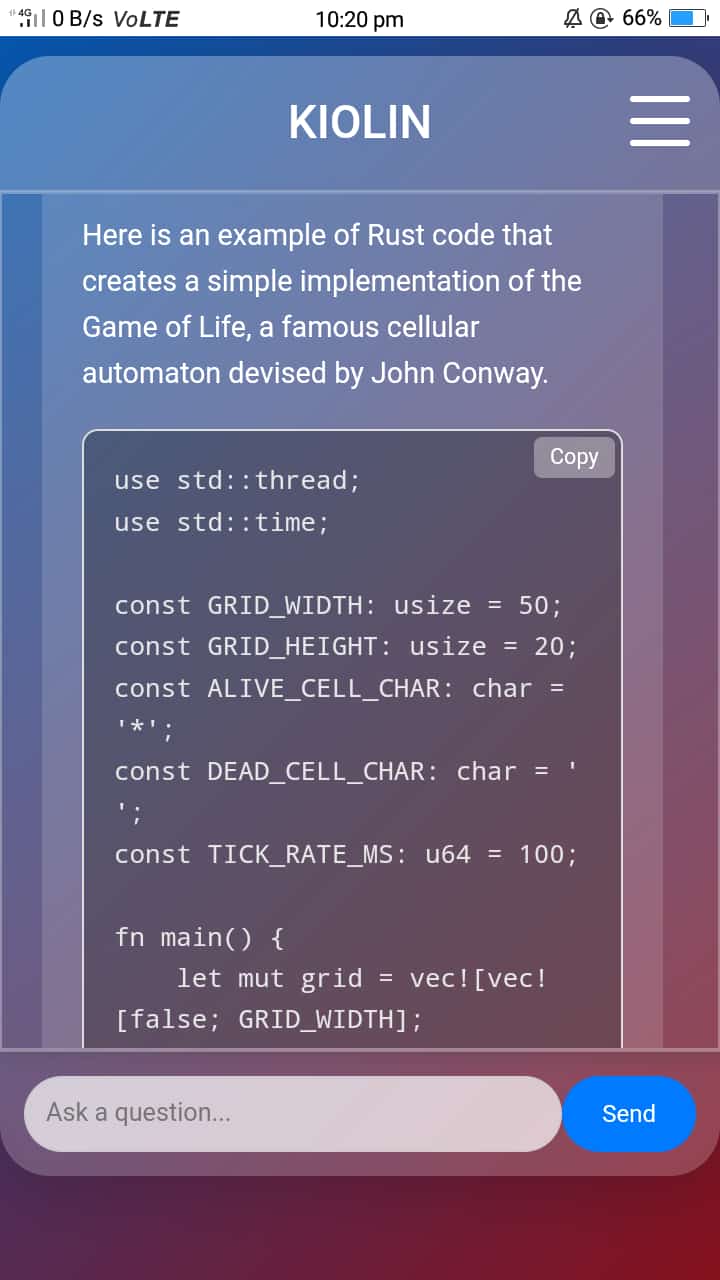 4G 0 B/s VoLTE 10:20 pm 66%
KIOLIN
Here is an example of Rust code that
creates a simple implementation of the
Game of Life, a famous cellular
automaton devised by John Conway.
Copy
use std::thread;
use std::time;
const GRID_WIDTH: usize = 50;
const GRID_HEIGHT: usize = 20;
const ALIVE_CELL_CHAR: char =
'*';
const DEAD_CELL_CHAR: char = '
';
const TICK_RATE_MS: u64 = 100;
fn main() {
    let mut grid = vec![vec!
[false; GRID_WIDTH];
Ask a question...
Send